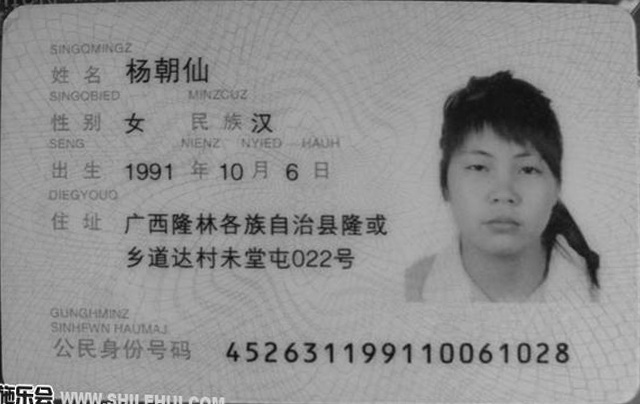 SINGQMINGZ
姓名 杨朝仙
SINGQBIED MINZCUZ
性别 女 民族 汉
SENG NIENZ NYIED HAUH
出生 1991 年 10 月 6 日
DIEGYOUQ
住址 广西隆林各族自治县隆或
乡道达村未堂屯022号
GUNGHMINZ
SINHFWN HAUMAJ
公民身份号码 452631199110061028
施乐会 WWW.SHILEHUI.COM